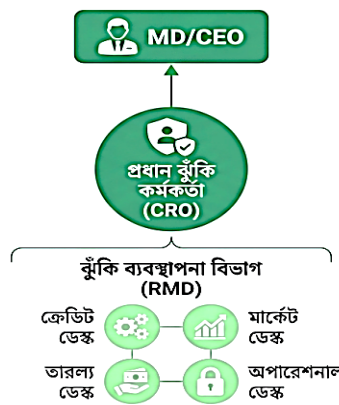 MD/CEO
প্রধান ঝুঁকি
কর্মকর্তা
(CRO)
ঝুঁকি ব্যবস্থাপনা বিভাগ
(RMD)
ক্রেডিট
ডেস্ক
মার্কেট
ডেস্ক
তারল্য
ডেস্ক
অপারেশনাল
ডেস্ক